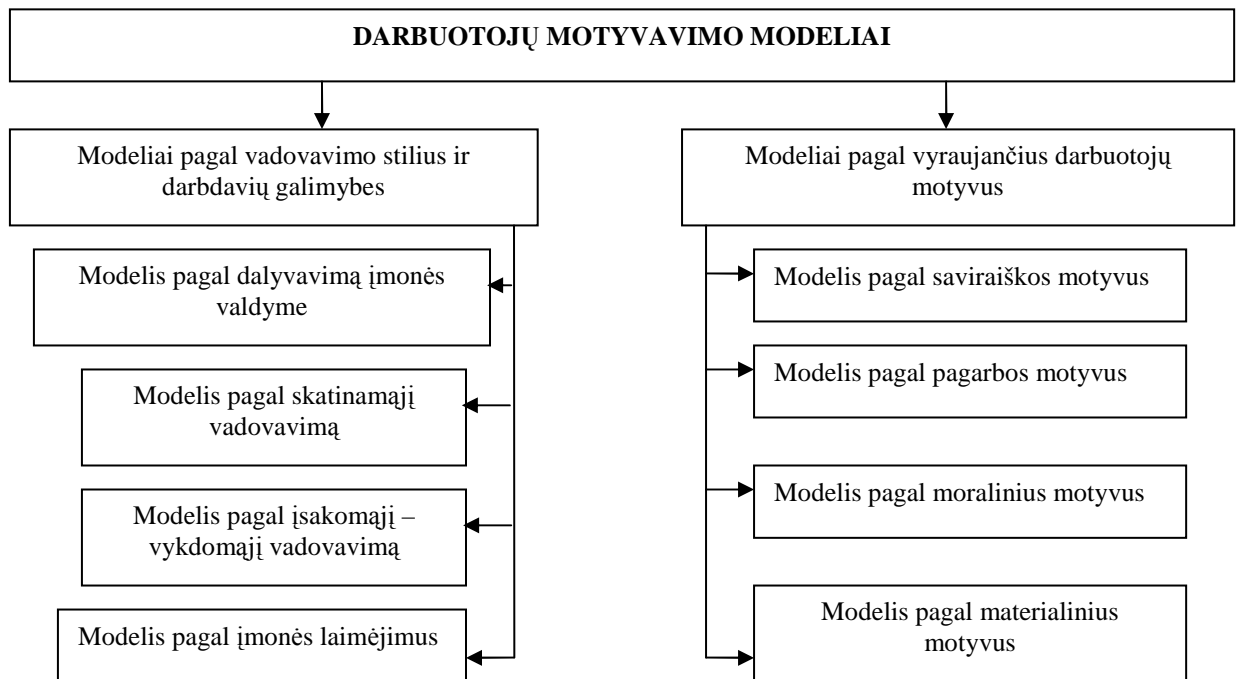 DARBUOTOJŲ MOTYVAVIMO MODELIAI
Modeliai pagal vadovavimo stilius ir
darbdavių galimybes
Modelis pagal dalyvavimą įmonės
valdyme
Modelis pagal skatinamąjį
vadovavimą
Modelis pagal įsakomąjį –
vykdomąjį vadovavimą
Modelis pagal įmonės laimėjimus
Modeliai pagal vyraujančius darbuotojų
motyvus
Modelis pagal saviraiškos motyvus
Modelis pagal pagarbos motyvus
Modelis pagal moralinius motyvus
Modelis pagal materialinius
motyvus